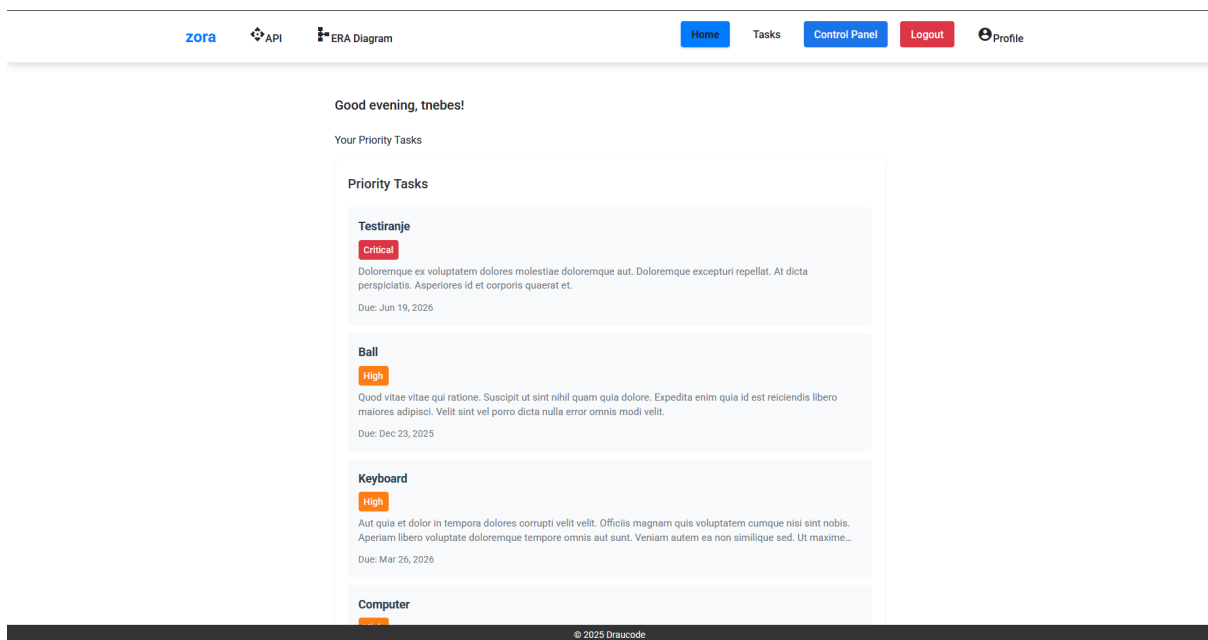 zora
API
ERA Diagram
Home
Tasks
Control Panel
Logout
Profile
Good evening, tnebes!
Your Priority Tasks
Priority Tasks
Testiranje
Critical
Doloremque ex voluptatem dolores molestiae doloremque aut. Doloremque excepturi repellat. At dicta
perspiciatis. Asperiores id et corporis quaerat et.
Due: Jun 19, 2026
Ball
High
Quod vitae vitae qui ratione. Suscipit ut sint nihil quam quia dolore. Expedita enim quia id est reiciendis libero
maiores adipisci. Velit sint vel porro dicta nulla error omnis modi velit.
Due: Dec 23, 2025
Keyboard
High
Aut quia et dolor in tempora dolores corrupti velit velit. Officiis magnam quis voluptatem cumque nisi sint nobis.
Aperiam libero voluptate doloremque tempore omnis aut sunt. Veniam autem ea non similique sed. Ut maxime...
Due: Mar 26, 2026
Computer
© 2025 Draucode